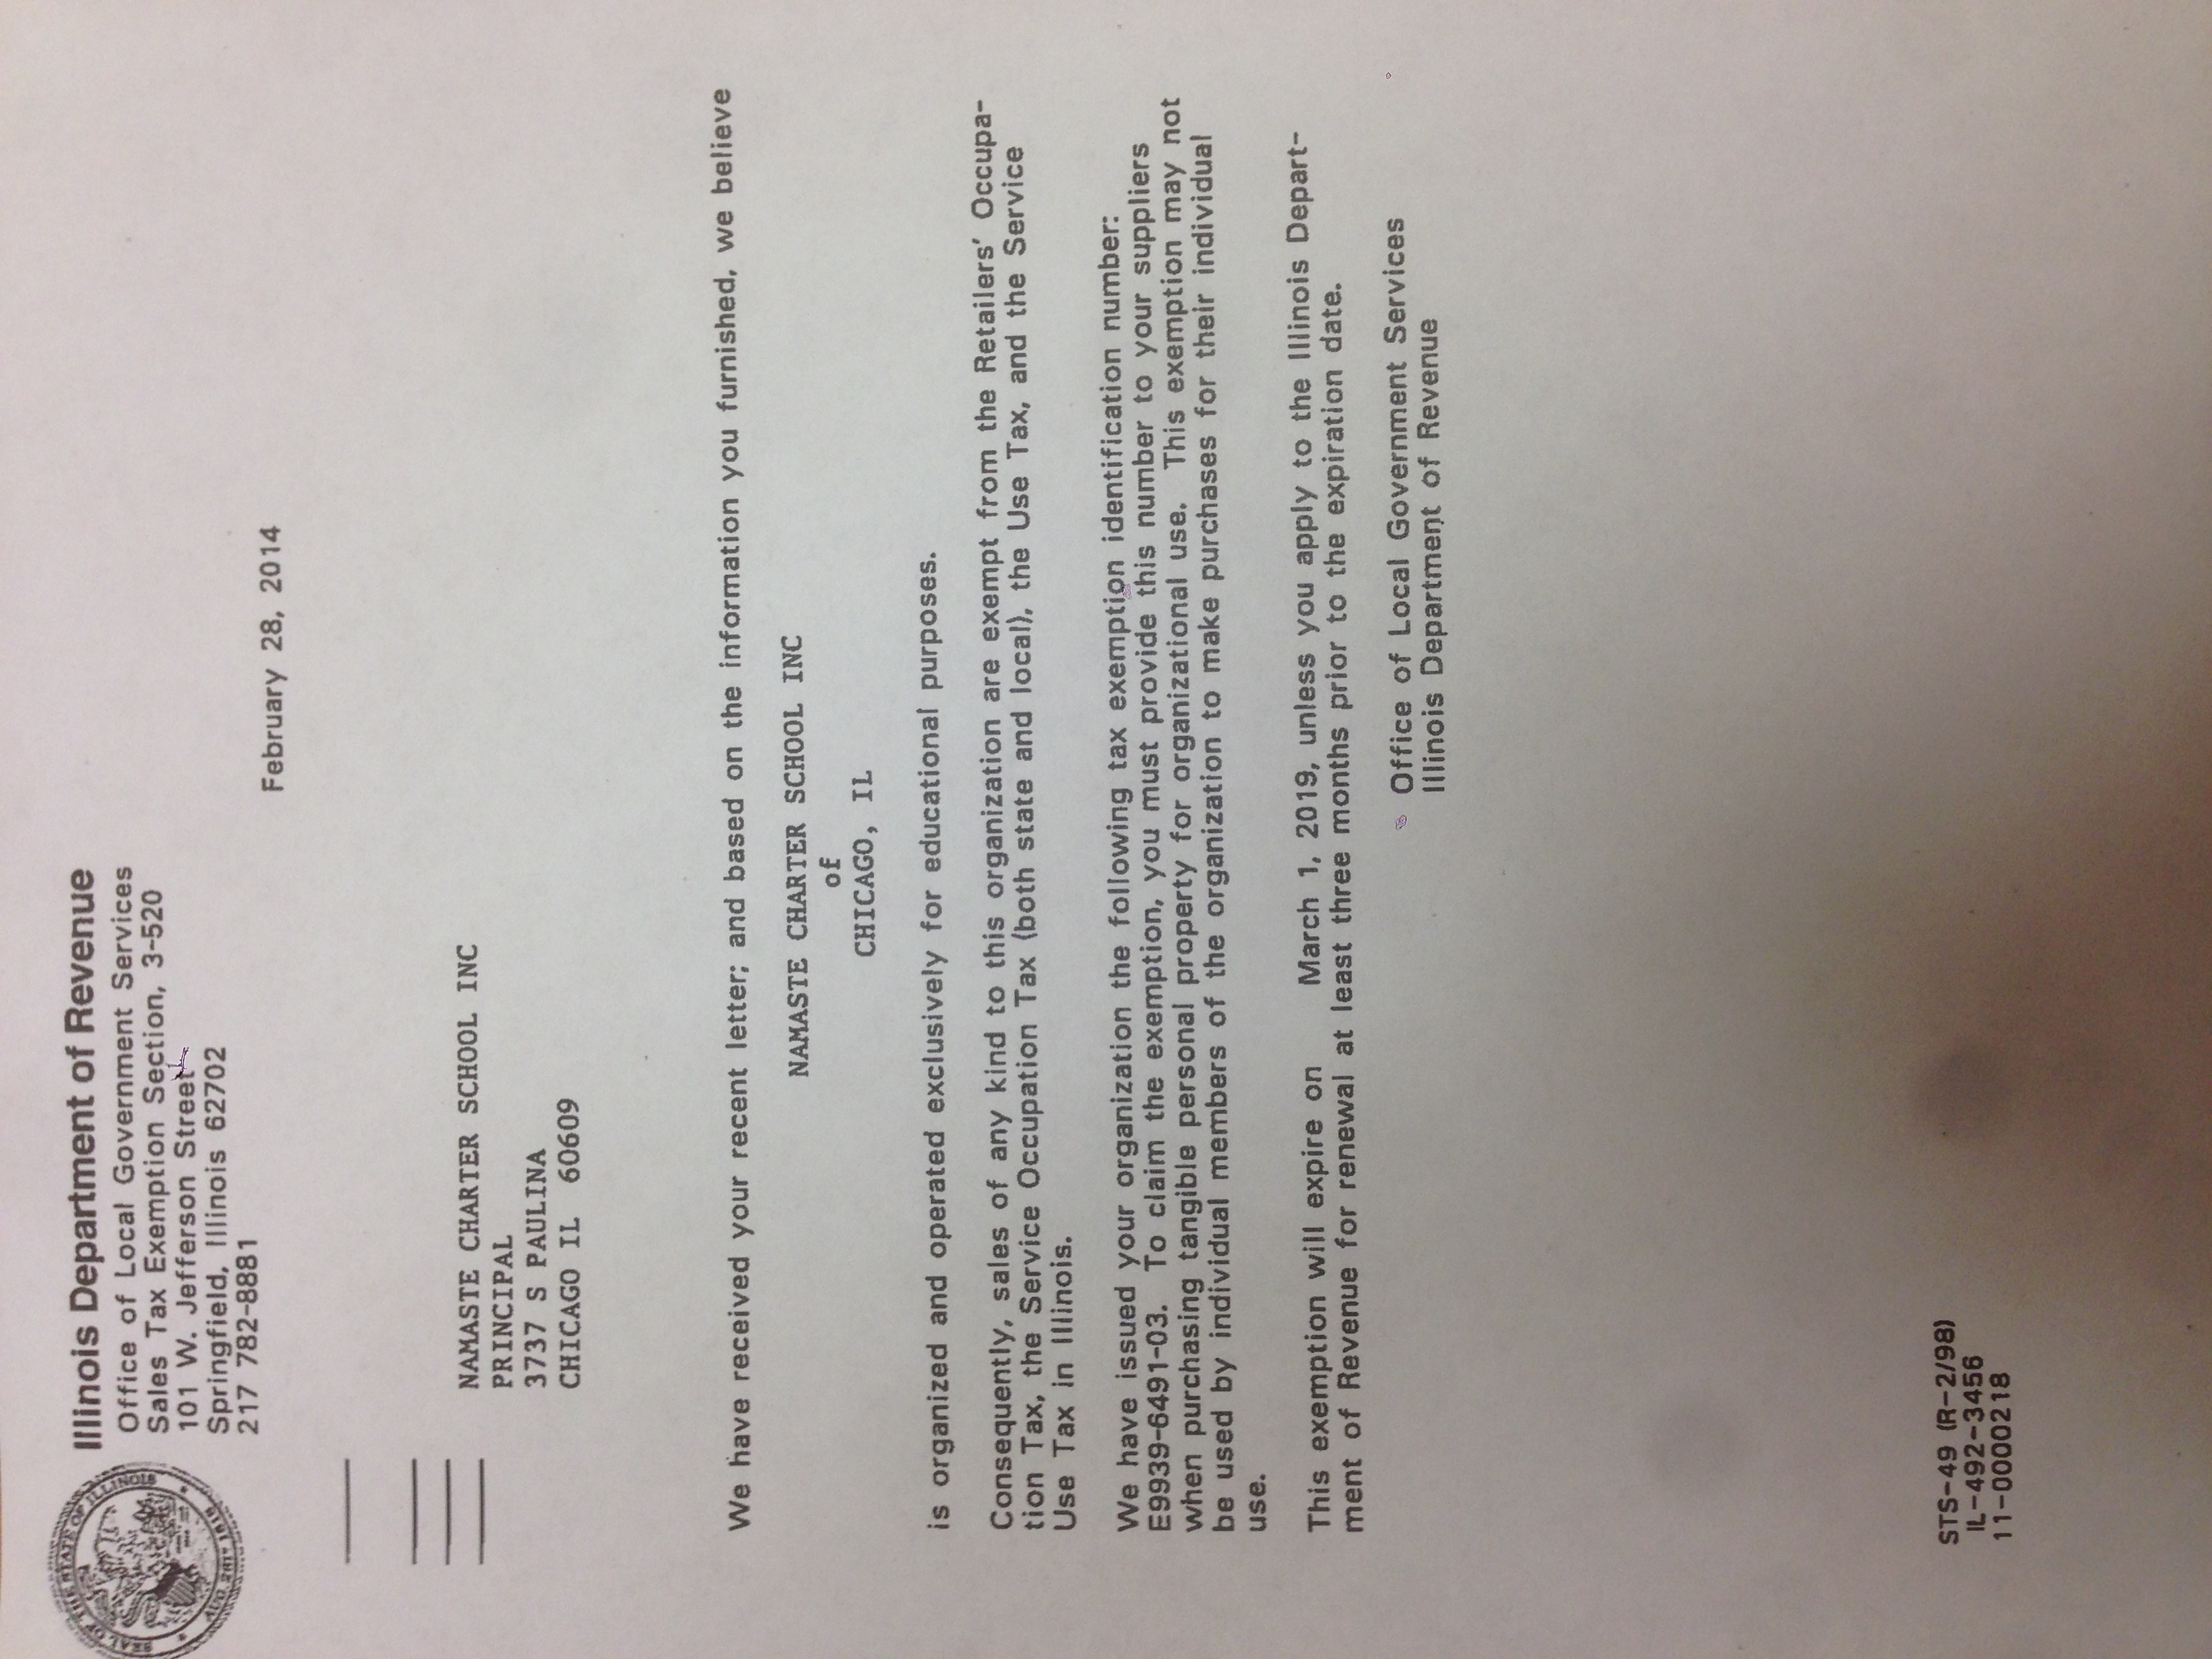 SEAL OF THE STATE OF ILLINOIS
AUG. 26TH 1818
Illinois Department of Revenue
Office of Local Government Services
Sales Tax Exemption Section, 3-520
101 W. Jefferson Street
Springfield, Illinois 62702
217 782-8881
February 28, 2014
NAMASTE CHARTER SCHOOL INC
PRINCIPAL
3737 S PAULINA
CHICAGO IL 60609
We have received your recent letter; and based on the information you furnished, we believe
NAMASTE CHARTER SCHOOL INC
of
CHICAGO, IL
is organized and operated exclusively for educational purposes.
Consequently, sales of any kind to this organization are exempt from the Retailers' Occupa-
tion Tax, the Service Occupation Tax (both state and local), the Use Tax, and the Service
Use Tax in Illinois.
We have issued your organization the following tax exemption identification number:
E9939-6491-03. To claim the exemption, you must provide this number to your suppliers
when purchasing tangible personal property for organizational use. This exemption may not
be used by individual members of the organization to make purchases for their individual
use.
This exemption will expire on March 1, 2019, unless you apply to the Illinois Depart-
ment of Revenue for renewal at least three months prior to the expiration date.
Office of Local Government Services
Illinois Department of Revenue
STS-49 (R-2/98)
IL-492-3456
11-0000218